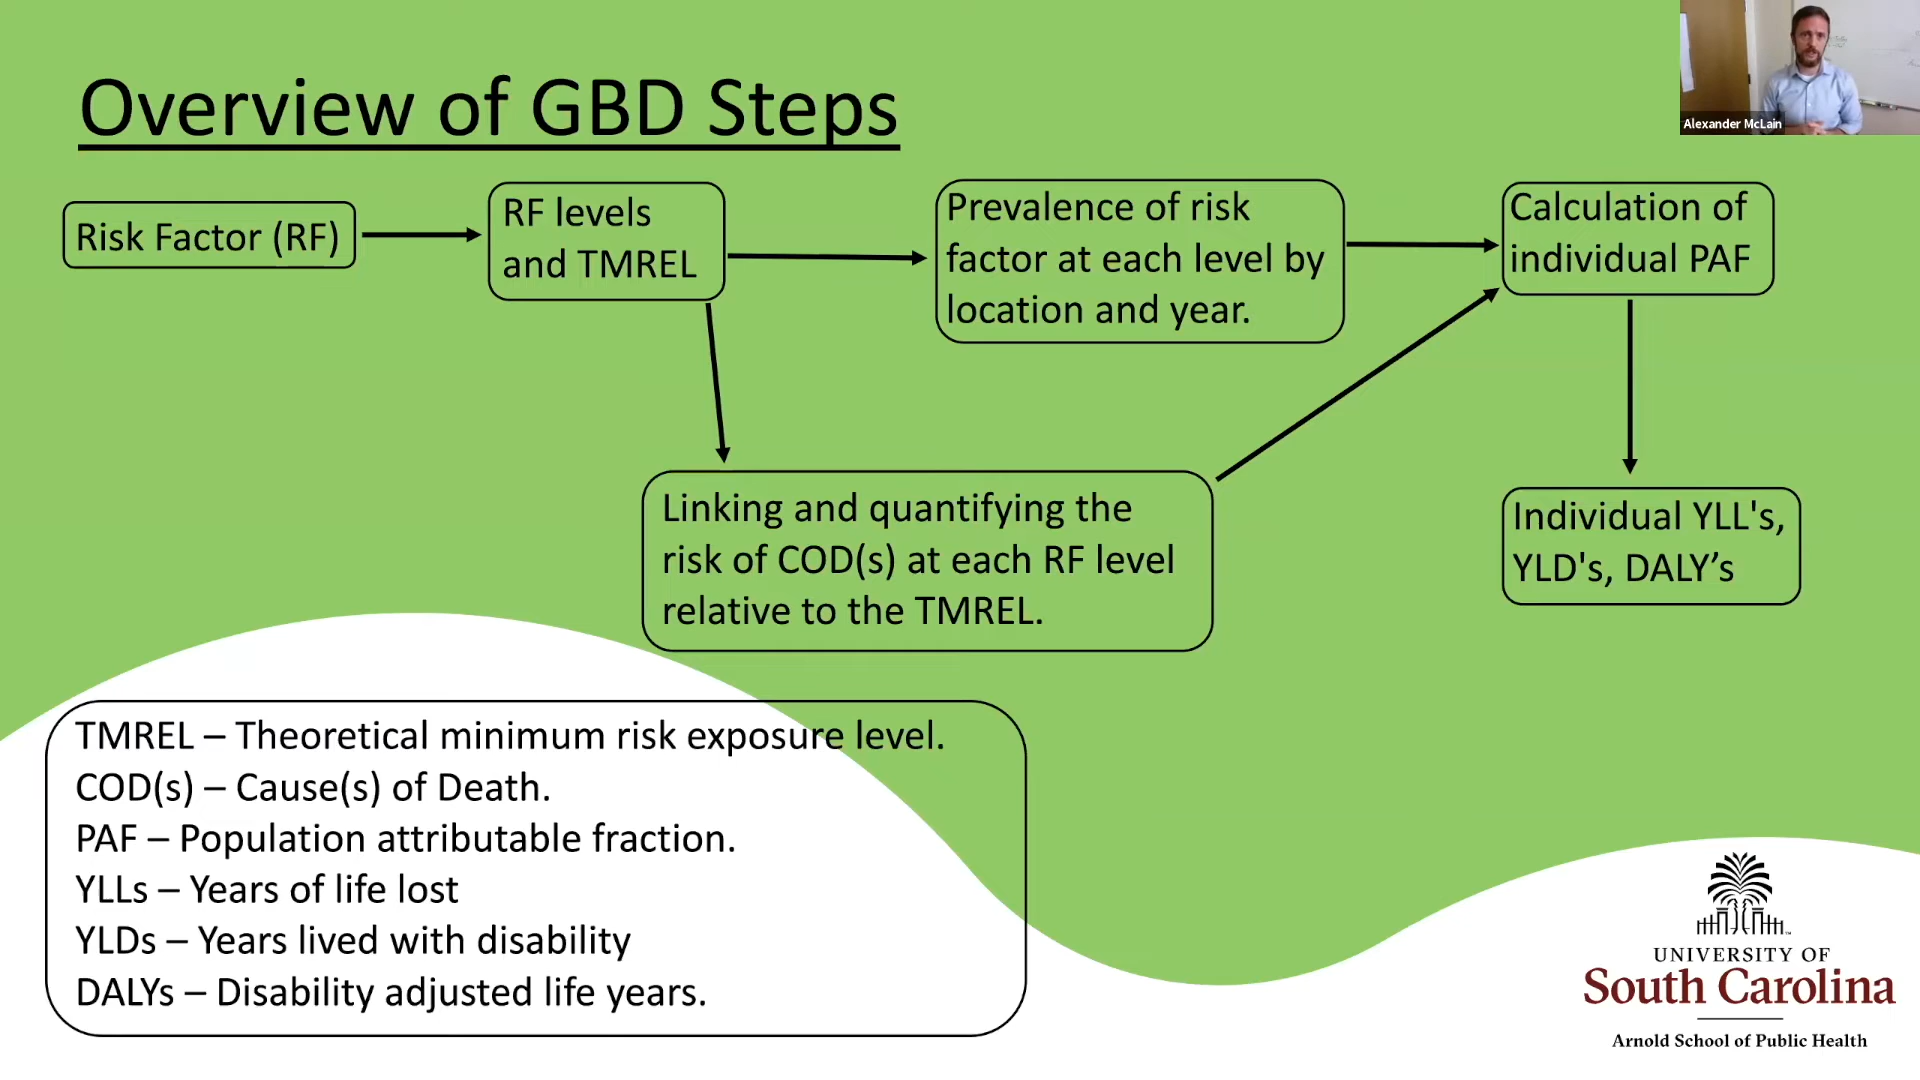 Overview of GBD Steps
Alexander McLain
Risk Factor (RF)
RF levels
and TMREL
Prevalence of risk
factor at each level by
location and year.
Calculation of
individual PAF
Linking and quantifying the
risk of COD(s) at each RF level
relative to the TMREL.
Individual YLL's,
YLD's, DALY’s
TMREL – Theoretical minimum risk exposure level.
COD(s) – Cause(s) of Death.
PAF – Population attributable fraction.
YLLs – Years of life lost
YLDs – Years lived with disability
DALYs – Disability adjusted life years.
UNIVERSITY OF
South Carolina
Arnold School of Public Health